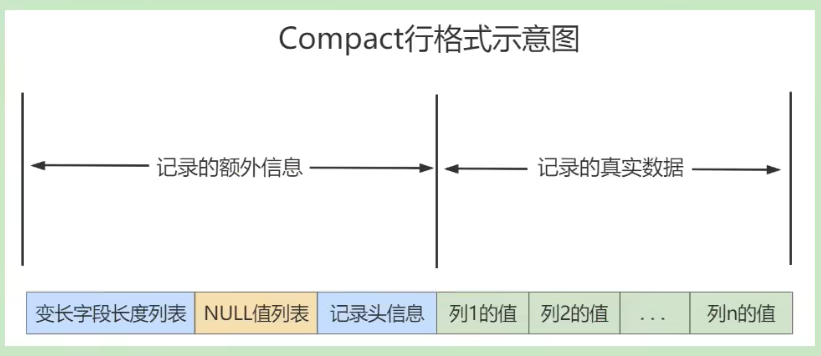 Compact行格式示意图
记录的额外信息 记录的真实数据
变长字段长度列表 NULL值列表 记录头信息 列1的值 列2的值 . . . 列n的值